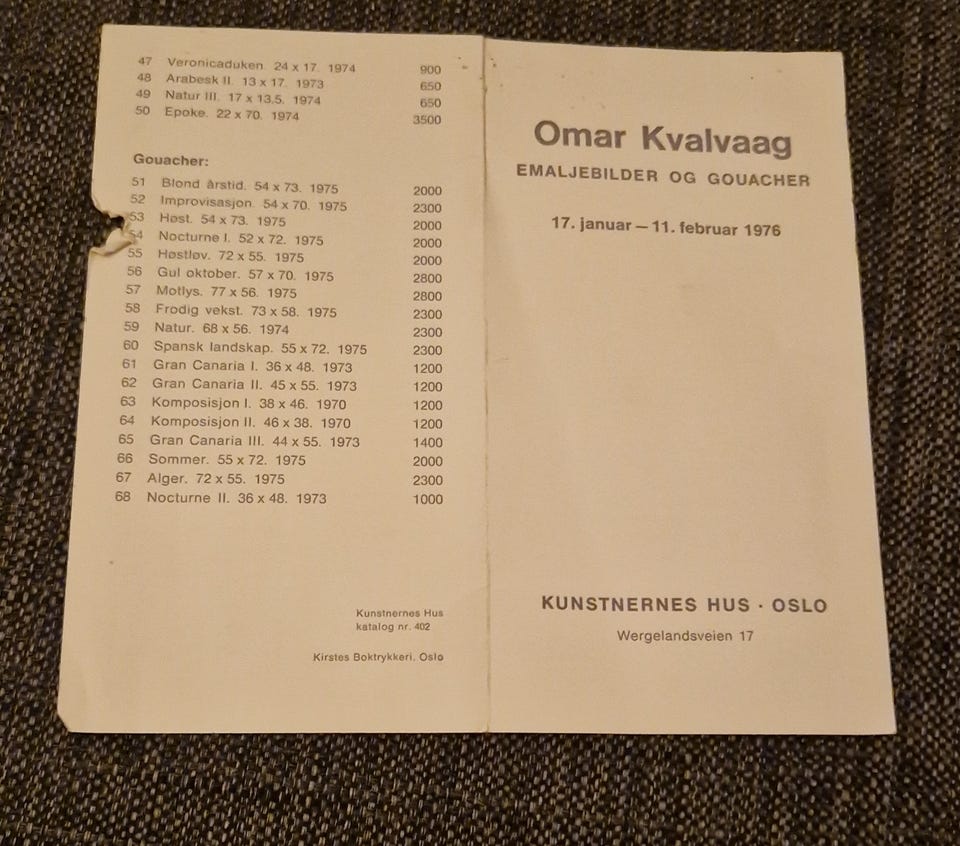 47 Veronicaduken. 24 x 17. 1974 900
48 Arabesk II. 13 x 17. 1973 650
49 Natur III. 17 x 13.5. 1974 650
50 Epoke. 22 x 70. 1974 3500
Gouacher:
51 Blond årstid. 54 x 73. 1975 2000
52 Improvisasjon. 54 x 70. 1975 2300
53 Høst. 54 x 73. 1975 2000
54 Nocturne I. 52 x 72. 1975 2000
55 Høstløv. 72 x 55. 1975 2000
56 Gul oktober. 57 x 70. 1975 2800
57 Motlys. 77 x 56. 1975 2800
58 Frodig vekst. 73 x 58. 1975 2300
59 Natur. 68 x 56. 1974 2300
60 Spansk landskap. 55 x 72. 1975 2300
61 Gran Canaria I. 36 x 48. 1973 1200
62 Gran Canaria II. 45 x 55. 1973 1200
63 Komposisjon I. 38 x 46. 1970 1200
64 Komposisjon II. 46 x 38. 1970 1200
65 Gran Canaria III. 44 x 55. 1973 1400
66 Sommer. 55 x 72. 1975 2000
67 Alger. 72 x 55. 1975 2300
68 Nocturne II. 36 x 48. 1973 1000
Kunstnernes Hus
katalog nr. 402
Kirstes Boktrykkeri. Oslo
Omar Kvalvaag
EMALJEBILDER OG GOUACHER
17. januar – 11. februar 1976
KUNSTNERNES HUS · OSLO
Wergelandsveien 17